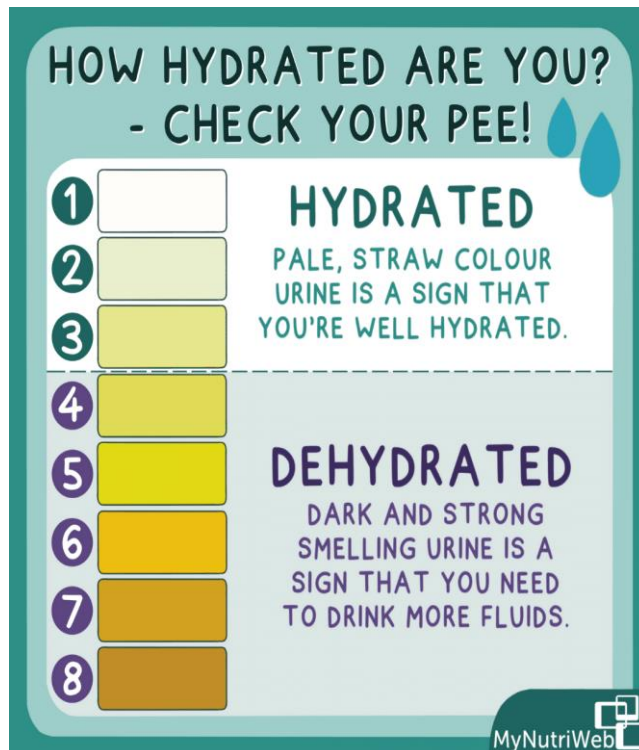 HOW HYDRATED ARE YOU?
- CHECK YOUR PEE!
1
HYDRATED
2
PALE, STRAW COLOUR
URINE IS A SIGN THAT
3
YOU'RE WELL HYDRATED.
4
5
DEHYDRATED
DARK AND STRONG
6
SMELLING URINE IS A
SIGN THAT YOU NEED
7
TO DRINK MORE FLUIDS.
8
MyNutriWeb